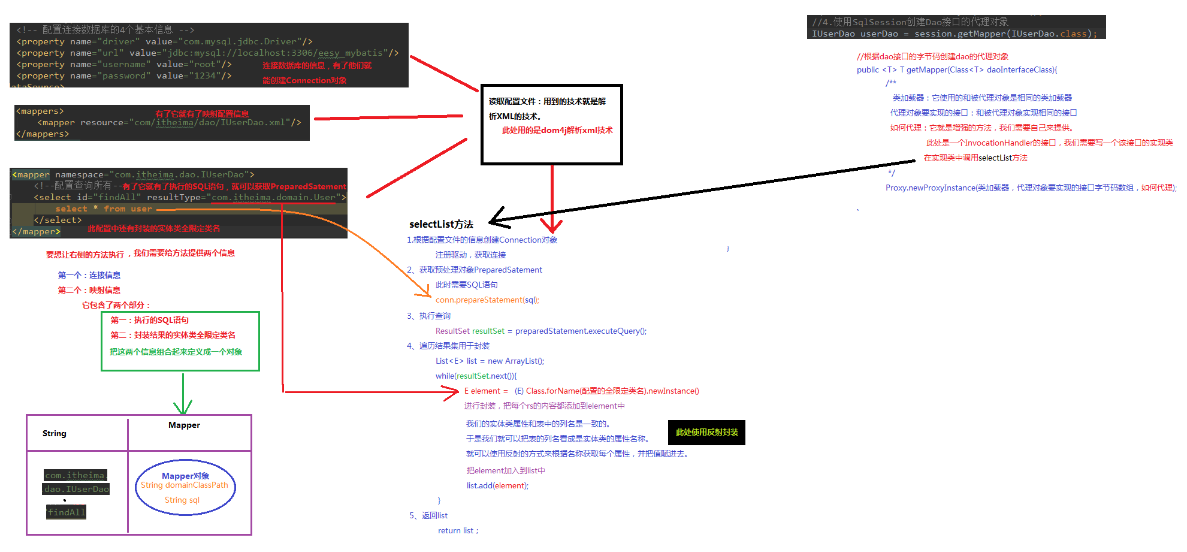 <!-- 配置连接数据库的4个基本信息 -->
<property name="driver" value="com.mysql.jdbc.Driver"/>
<property name="url" value="jdbc:mysql://localhost:3306/eesy_mybatis"/>
<property name="username" value="root"/>
<property name="password" value="1234"/>
连接数据库的信息,有了他们就
能创建Connection对象
<mappers>
有了它就有了映射配置信息
<mapper resource="com/itheima/dao/IUserDao.xml"/>
</mappers>
<mapper namespace="com.itheima.dao.IUserDao">
<!--配置查询所有-->
有了它就有了执行的SQL语句,就可以获取PreparedSatement
<select id="findAll" resultType="com.itheima.domain.User">
select * from user
</select>
此配置中还有封装的实体类全限定类名
</mapper>
要想让右侧的方法执行,我们需要给方法提供两个信息
第一个:连接信息
第二个:映射信息
它包含了两个部分:
第一:执行的SQL语句
第二:封装结果的实体类全限定类名
把这两个信息组合起来定义成一个对象
String
Mapper
com.itheima.
dao.IUserDao
.
findAll
Mapper对象
String domainClassPath
String sql
读取配置文件:用到的技术就是解
析XML的技术。
此处用的是dom4j解析xml技术
selectList方法
1,根据配置文件的信息创建Connection对象
注册驱动,获取连接
2、获取预处理对象PreparedSatement
此时需要SQL语句
conn.prepareStatement(sql);
3、执行查询
ResultSet resultSet = preparedStatement.executeQuery();
4、遍历结果集用于封装
List<E> list = new ArrayList();
while(resultSet.next()){
E element = (E) Class.forName(配置的全限定类名).newInstance()
进行封装,把每个rs的内容都添加到element中
我们的实体类属性和表中的列名是一致的。
于是我们就可以把表的列名看成是实体类的属性名称。
就可以使用反射的方式来根据名称获取每个属性,并把值赋进去。
此处使用反射封装
把element加入到list中
list.add(element);
}
5、返回list
return list ;
//4.使用SqlSession创建Dao接口的代理对象
IUserDao userDao = session.getMapper(IUserDao.class);
//根据dao接口的字节码创建dao的代理对象
public <T> T getMapper(Class<T> daoInterfaceClass){
/**
类加载器:它使用的和被代理对象是相同的类加载器
代理对象要实现的接口:和被代理对象实现相同的接口
如何代理:它就是增强的方法,我们需要自己来提供。
此处是一个InvocationHandler的接口,我们需要写一个该接口的实现类
在实现类中调用selectList方法
*/
Proxy.newProxyInstance(类加载器,代理对象要实现的接口字节码数组,如何代理);
}